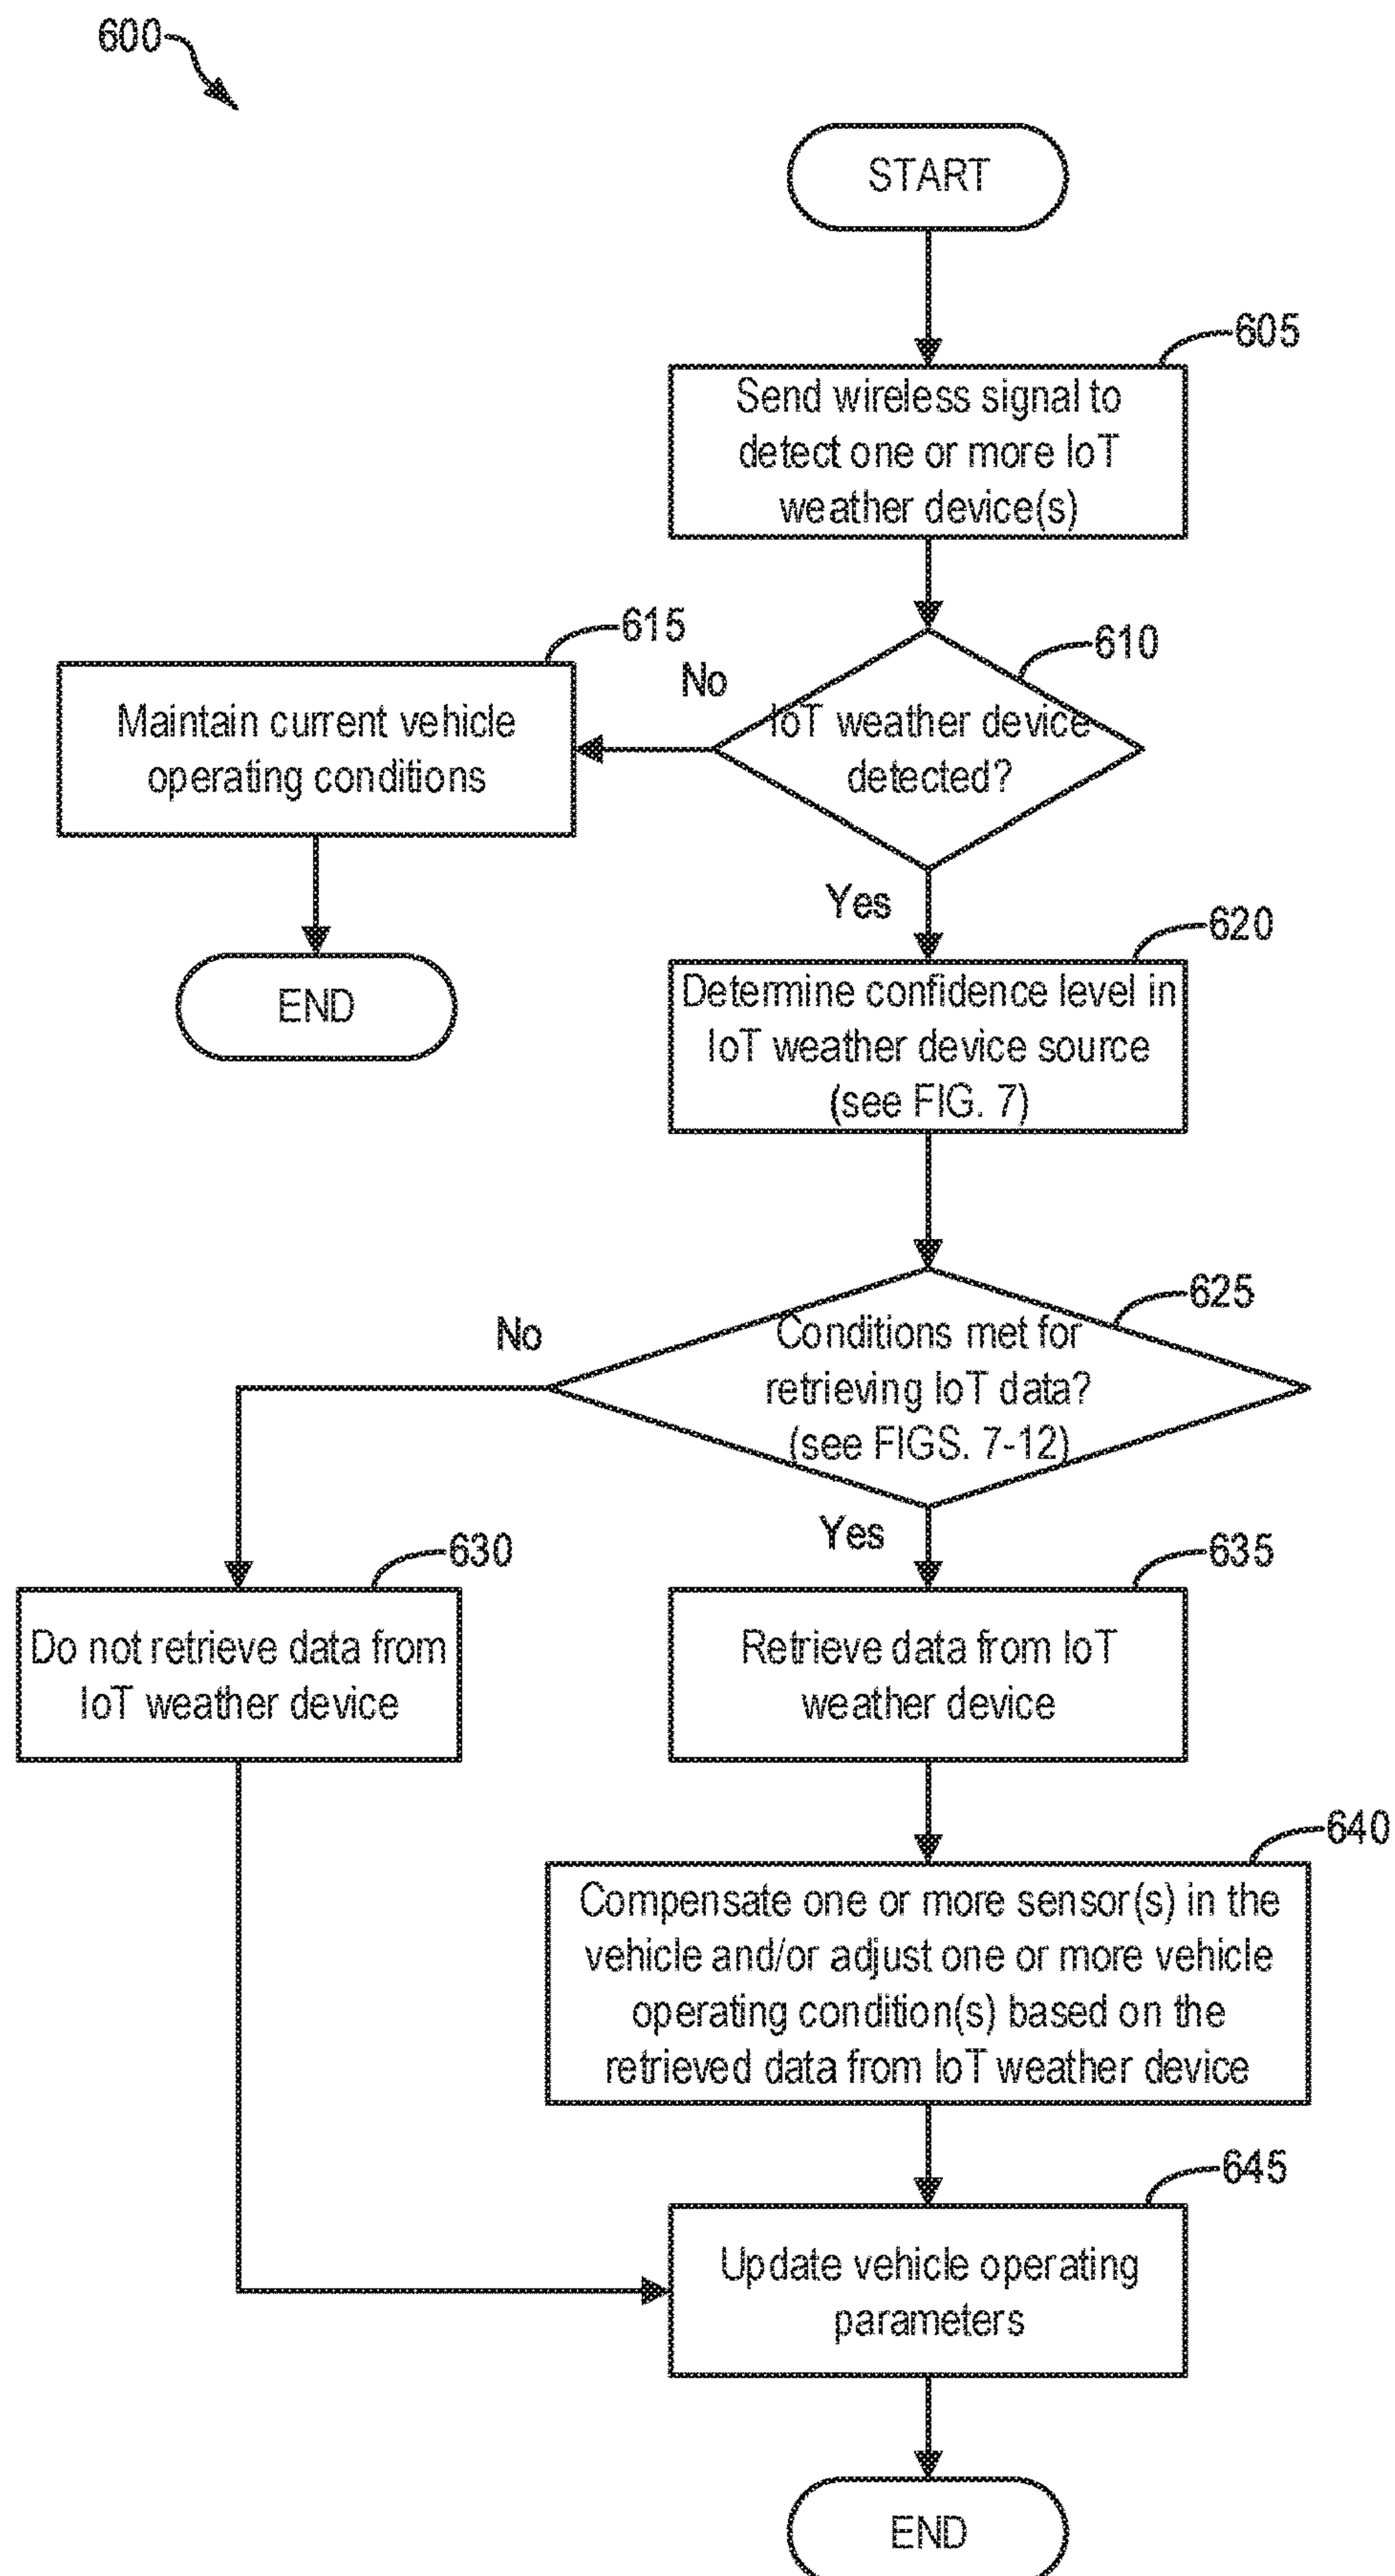 600
START
605
Send wireless signal to
detect one or more IoT
weather device(s)
615
610
No
Maintain current vehicle
operating conditions
IoT weather device
detected?
Yes
END
620
Determine confidence level in
IoT weather device source
(see FIG. 7)
625
No
Conditions met for
retrieving IoT data?
(see FIGS. 7-12)
Yes
630
635
Do not retrieve data from
IoT weather device
Retrieve data from IoT
weather device
640
Compensate one or more sensor(s) in the
vehicle and/or adjust one or more vehicle
operating condition(s) based on the
retrieved data from IoT weather device
645
Update vehicle operating
parameters
END